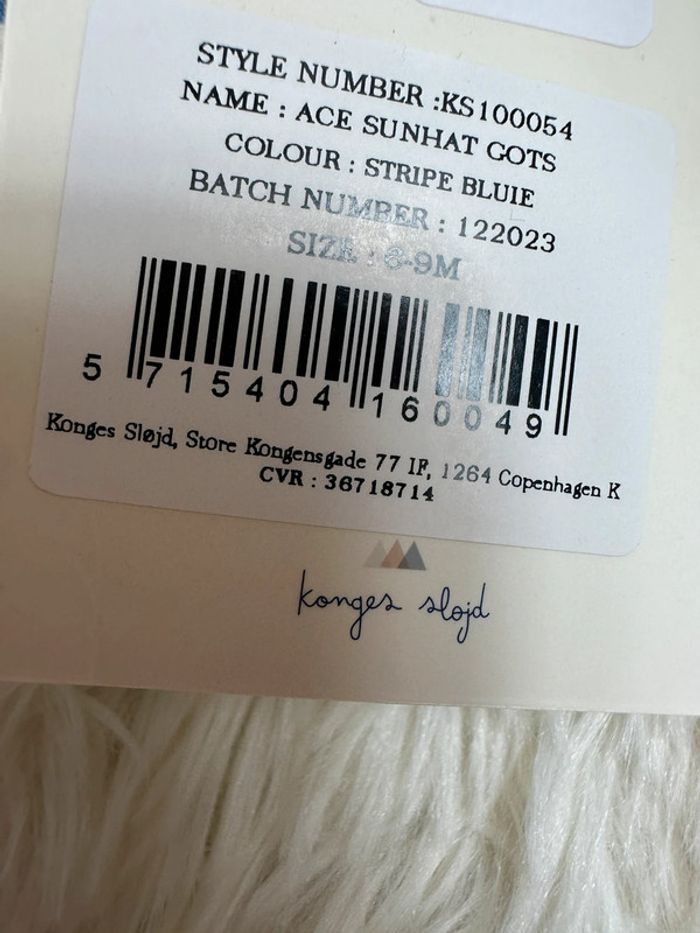 STYLE NUMBER :KS100054
NAME : ACE SUNHAT GOTS
COLOUR : STRIPE BLUIE
BATCH NUMBER : 122023
SIZE : 6-9M
5 715404 160049
Konges Sløjd, Store Kongensgade 77 IF, 1264 Copenhagen K
CVR : 36718714
konges sløjd